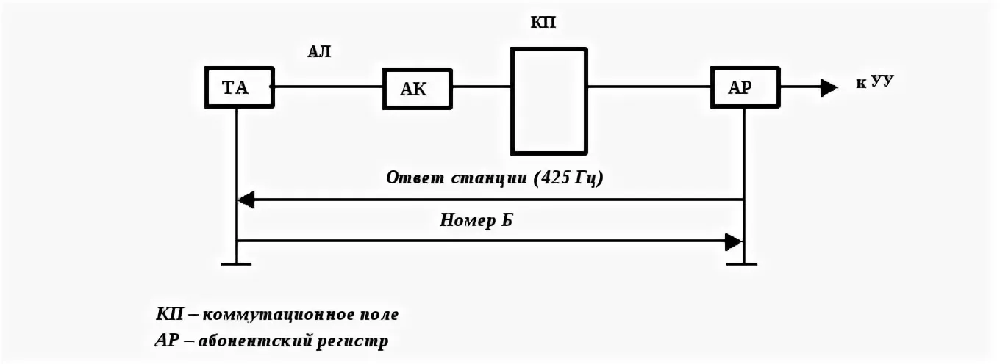 КП
АЛ
ТА
АК
АР
к УУ
Ответ станции (425 Гц)
Номер Б
КП – коммутационное поле
АР – абонентский регистр